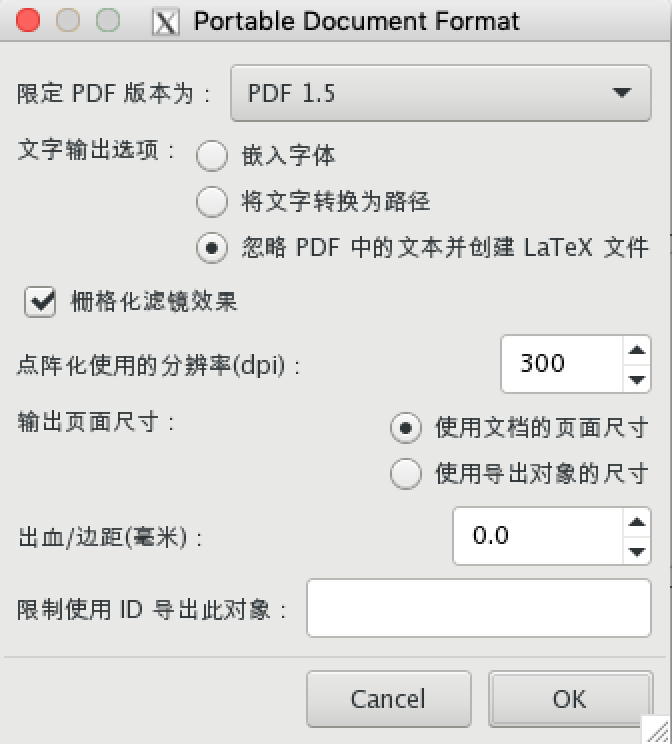 Portable Document Format
限定 PDF 版本为： PDF 1.5
文字输出选项： 嵌入字体
将文字转换为路径
忽略 PDF 中的文本并创建 LaTeX 文件
栅格化滤镜效果
点阵化使用的分辨率(dpi)： 300
输出页面尺寸： 使用文档的页面尺寸
使用导出对象的尺寸
出血/边距(毫米)： 0.0
限制使用 ID 导出此对象：
Cancel OK